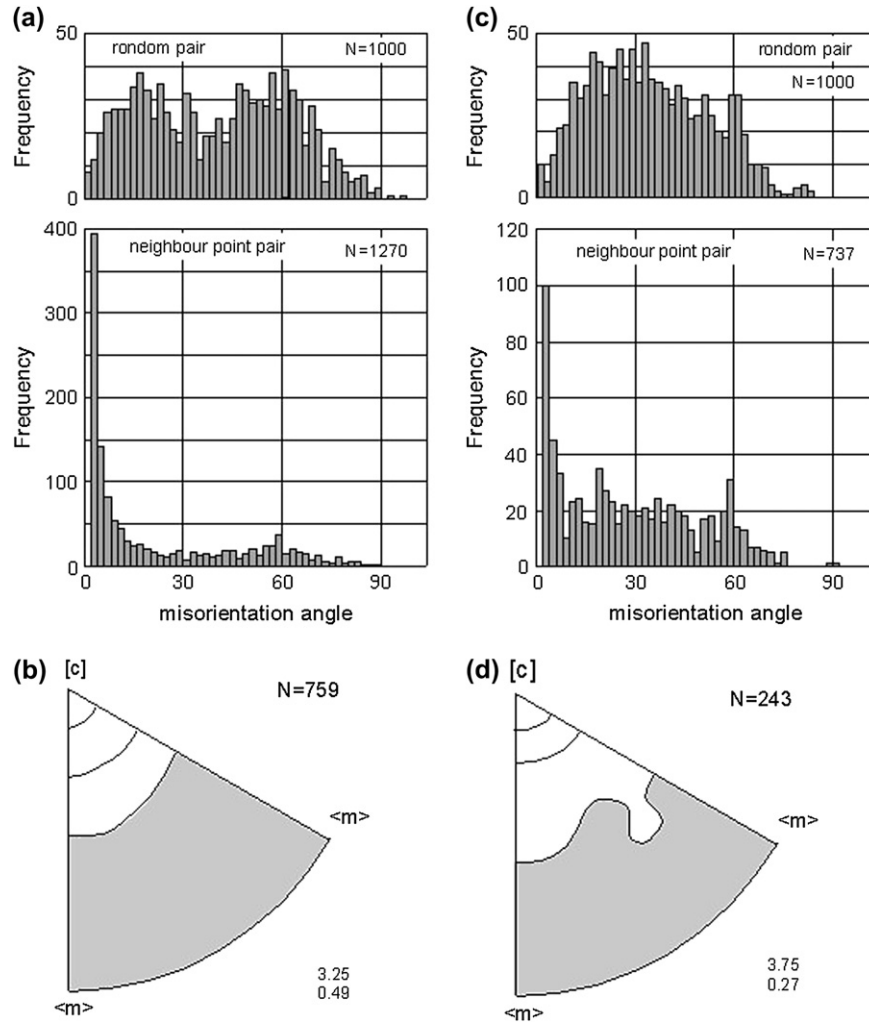 (a)
50
rondom pair
N=1000
Frequency
0
400
neighbour point pair
N=1270
300
Frequency
200
100
0
0 30 60 90
misorientation angle
(c)
50
rondom pair
N=1000
Frequency
0
120
neighbour point pair
N=737
100
80
Frequency
60
40
20
0
0 30 60 90
misorientation angle
(b) [c]
N=759
<m>
3.25
0.49
<m>
(d) [c]
N=243
<m>
3.75
0.27
<m>